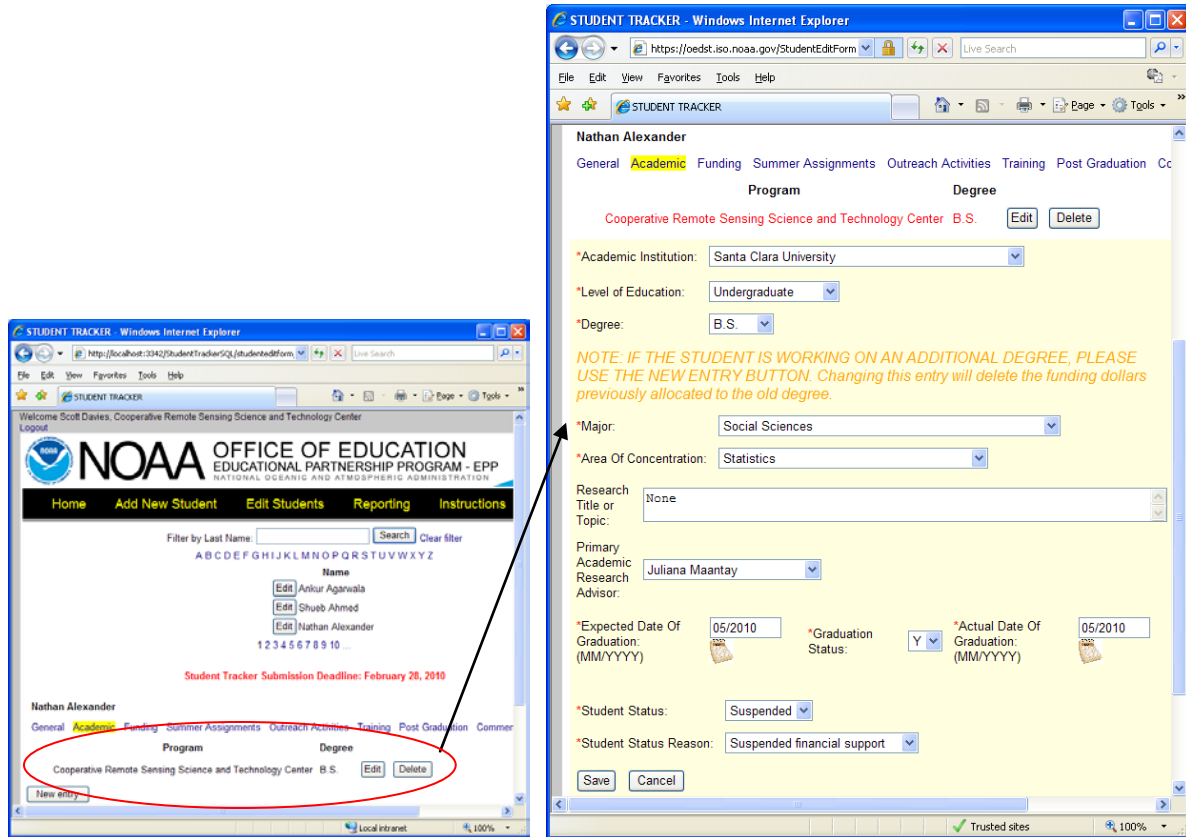 STUDENT TRACKER - Windows Internet Explorer
http://localhost:3342/StudentTrackerSQL/studenteditform
Live Search
File Edit View Favorites Tools Help
STUDENT TRACKER
Page Tools
Welcome Scott Davies, Cooperative Remote Sensing Science and Technology Center
Logout
NOAA
NOAA OFFICE OF EDUCATION
EDUCATIONAL PARTNERSHIP PROGRAM - EPP
NATIONAL OCEANIC AND ATMOSPHERIC ADMINISTRATION
Home Add New Student Edit Students Reporting Instructions
Filter by Last Name: Search Clear filter
A B C D E F G H I J K L M N O P Q R S T U V W X Y Z
Name
Edit Ankur Agarwala
Edit Shueb Ahmed
Edit Nathan Alexander
1 2 3 4 5 6 7 8 9 10 ...
Student Tracker Submission Deadline: February 28, 2010
Nathan Alexander
General Academic Funding Summer Assignments Outreach Activities Training Post Graduation Commen
Program Degree
Cooperative Remote Sensing Science and Technology Center B.S. Edit Delete
New entry
Local intranet 100%
STUDENT TRACKER - Windows Internet Explorer
https://oedst.iso.noaa.gov/StudentEditForm
Live Search
File Edit View Favorites Tools Help
STUDENT TRACKER
Page Tools
Nathan Alexander
General Academic Funding Summer Assignments Outreach Activities Training Post Graduation Cc
Program Degree
Cooperative Remote Sensing Science and Technology Center B.S. Edit Delete
*Academic Institution: Santa Clara University
*Level of Education: Undergraduate
*Degree: B.S.
NOTE: IF THE STUDENT IS WORKING ON AN ADDITIONAL DEGREE, PLEASE
USE THE NEW ENTRY BUTTON. Changing this entry will delete the funding dollars
previously allocated to the old degree.
*Major: Social Sciences
*Area Of Concentration: Statistics
Research
Title or
Topic:
None
Primary
Academic
Research
Advisor:
Juliana Maantay
*Expected Date Of
Graduation:
(MM/YYYY)
05/2010
*Graduation
Status:
Y
*Actual Date Of
Graduation:
(MM/YYYY)
05/2010
*Student Status: Suspended
*Student Status Reason: Suspended financial support
Save Cancel
Trusted sites 100%